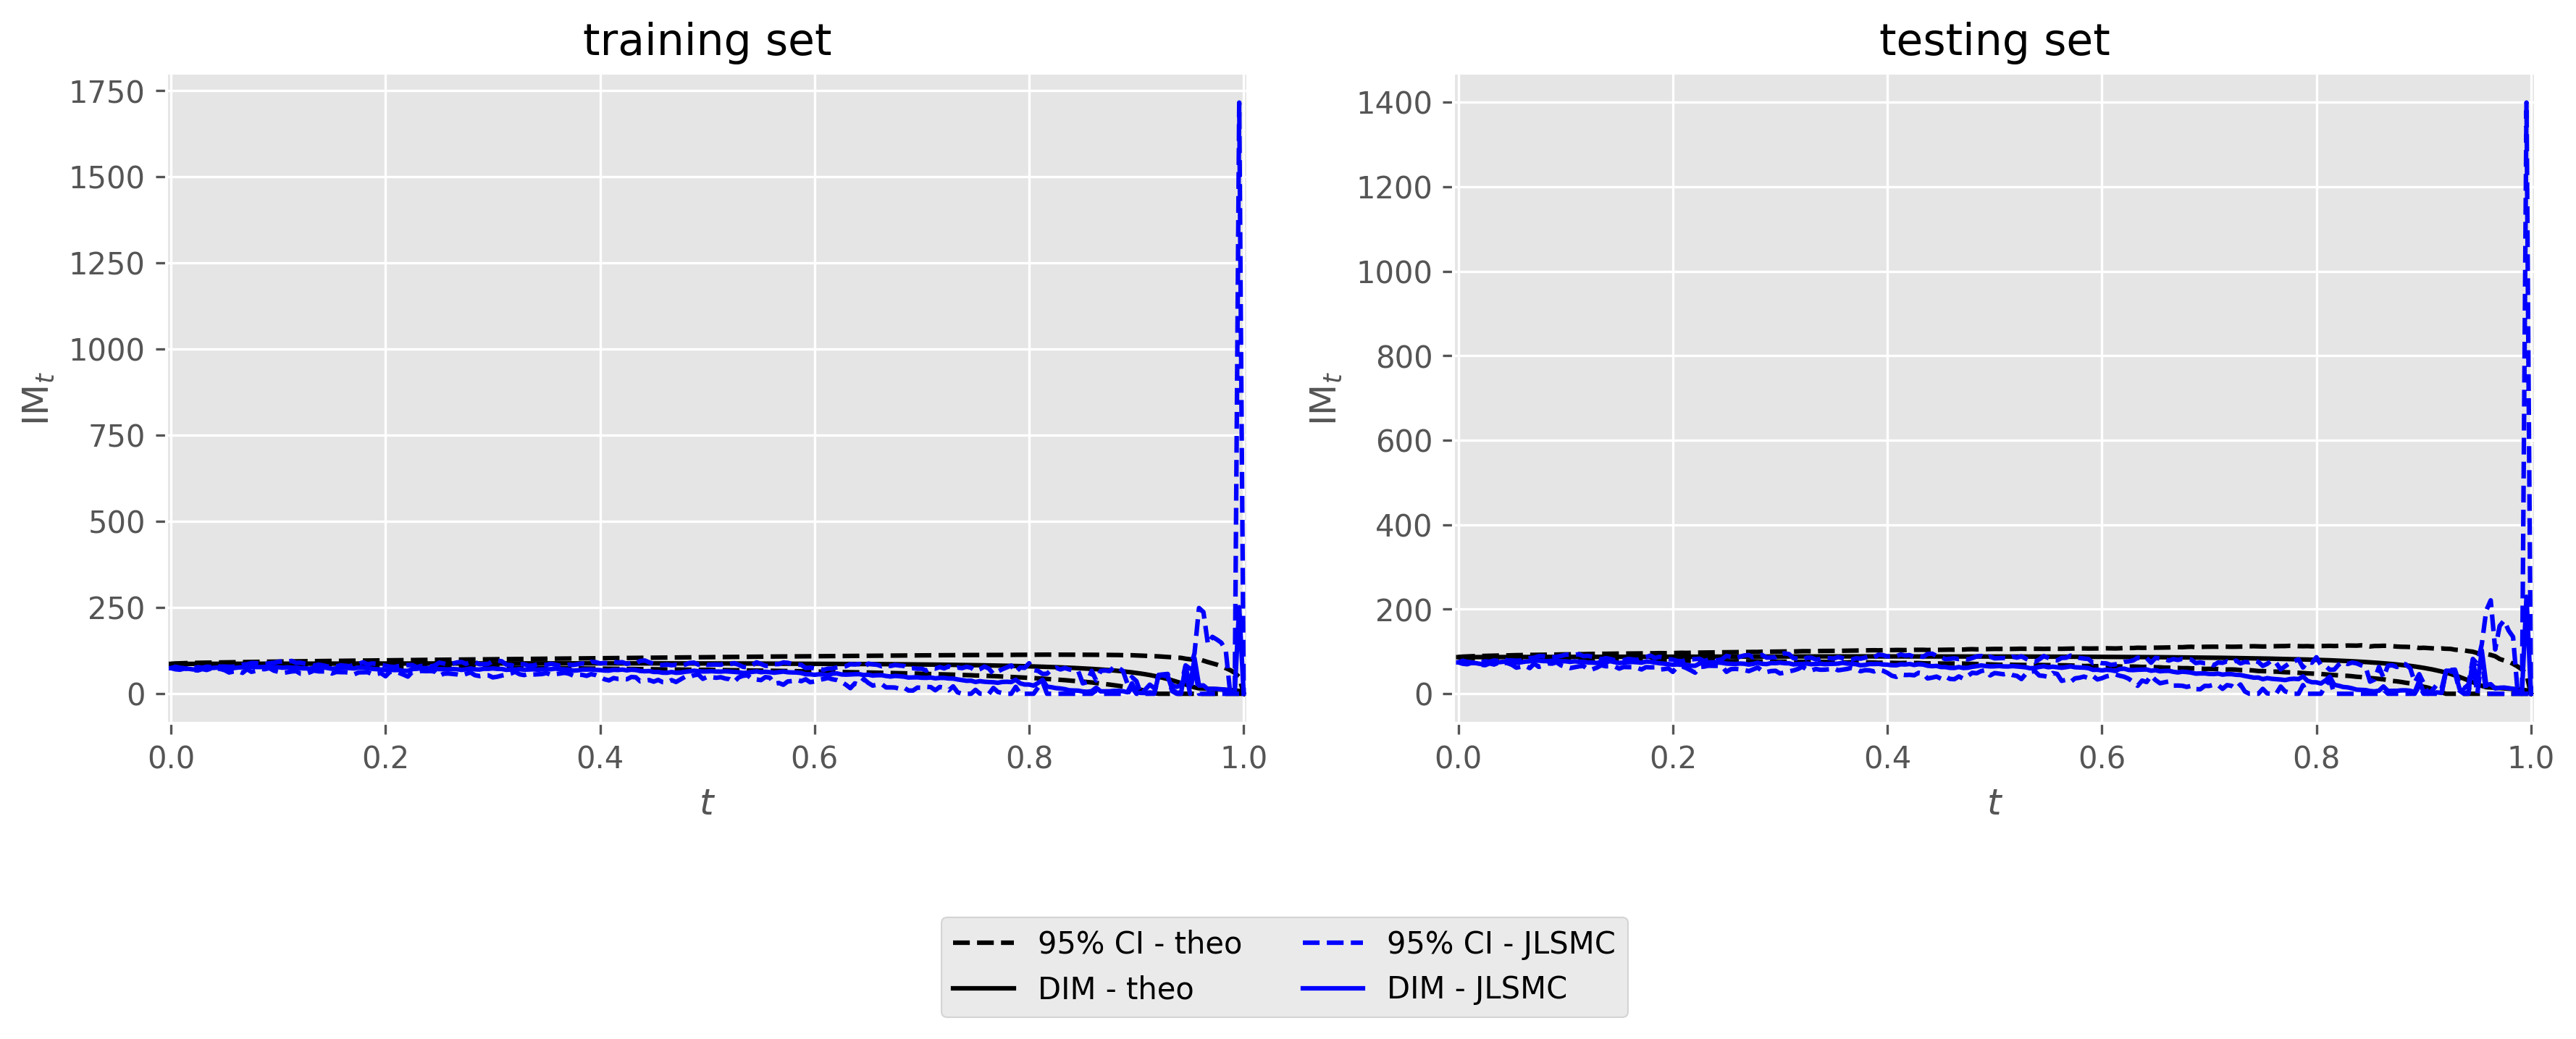 training set
1750
1500
1250
1000
750
500
250
0
IM_t
0.0 0.2 0.4 0.6 0.8 1.0
t
testing set
1400
1200
1000
800
600
400
200
0
IM_t
0.0 0.2 0.4 0.6 0.8 1.0
t
95% CI - theo
DIM - theo
95% CI - JLSMC
DIM - JLSMC